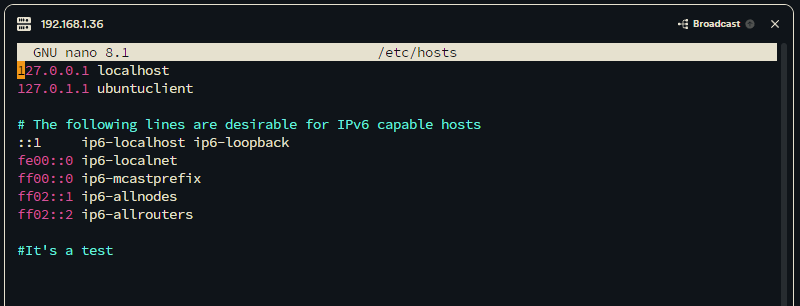 192.168.1.36
Broadcast
GNU nano 8.1 /etc/hosts
127.0.0.1 localhost
127.0.1.1 ubuntuclient
# The following lines are desirable for IPv6 capable hosts
::1 ip6-localhost ip6-loopback
fe00::0 ip6-localnet
ff00::0 ip6-mcastprefix
ff02::1 ip6-allnodes
ff02::2 ip6-allrouters
#It's a test